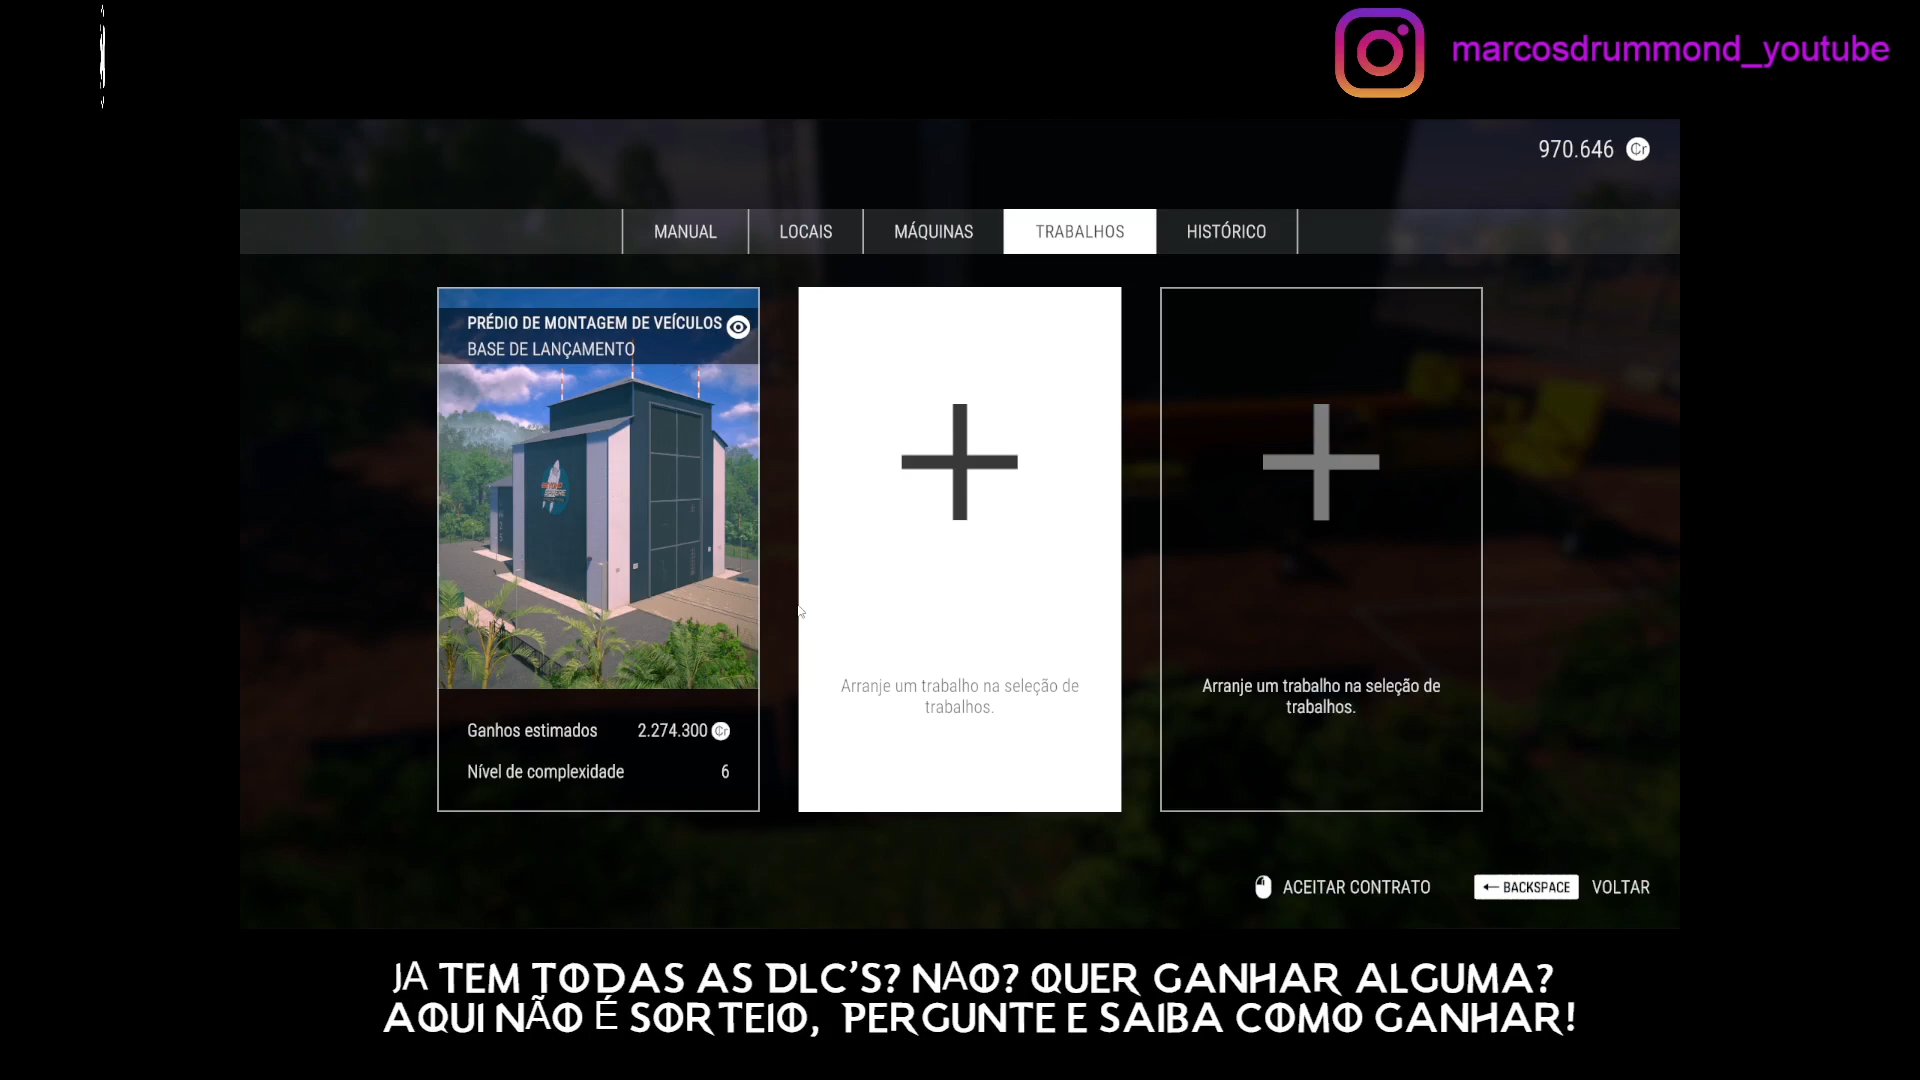 marcosdrummond_youtube
970.646
MANUAL
LOCAIS
MÁQUINAS
TRABALHOS
HISTÓRICO
PRÉDIO DE MONTAGEM DE VEÍCULOS
BASE DE LANÇAMENTO
Ganhos estimados 2.274.300
Nível de complexidade 6
Arranje um trabalho na seleção de
trabalhos.
Arranje um trabalho na seleção de
trabalhos.
ACEITAR CONTRATO
BACKSPACE VOLTAR
JA TEM TODAS AS DLC'S? NAO? QUER GANHAR ALGUMA?
AQUI NÃO É SORTEIO, PERGUNTE E SAIBA COMO GANHAR!